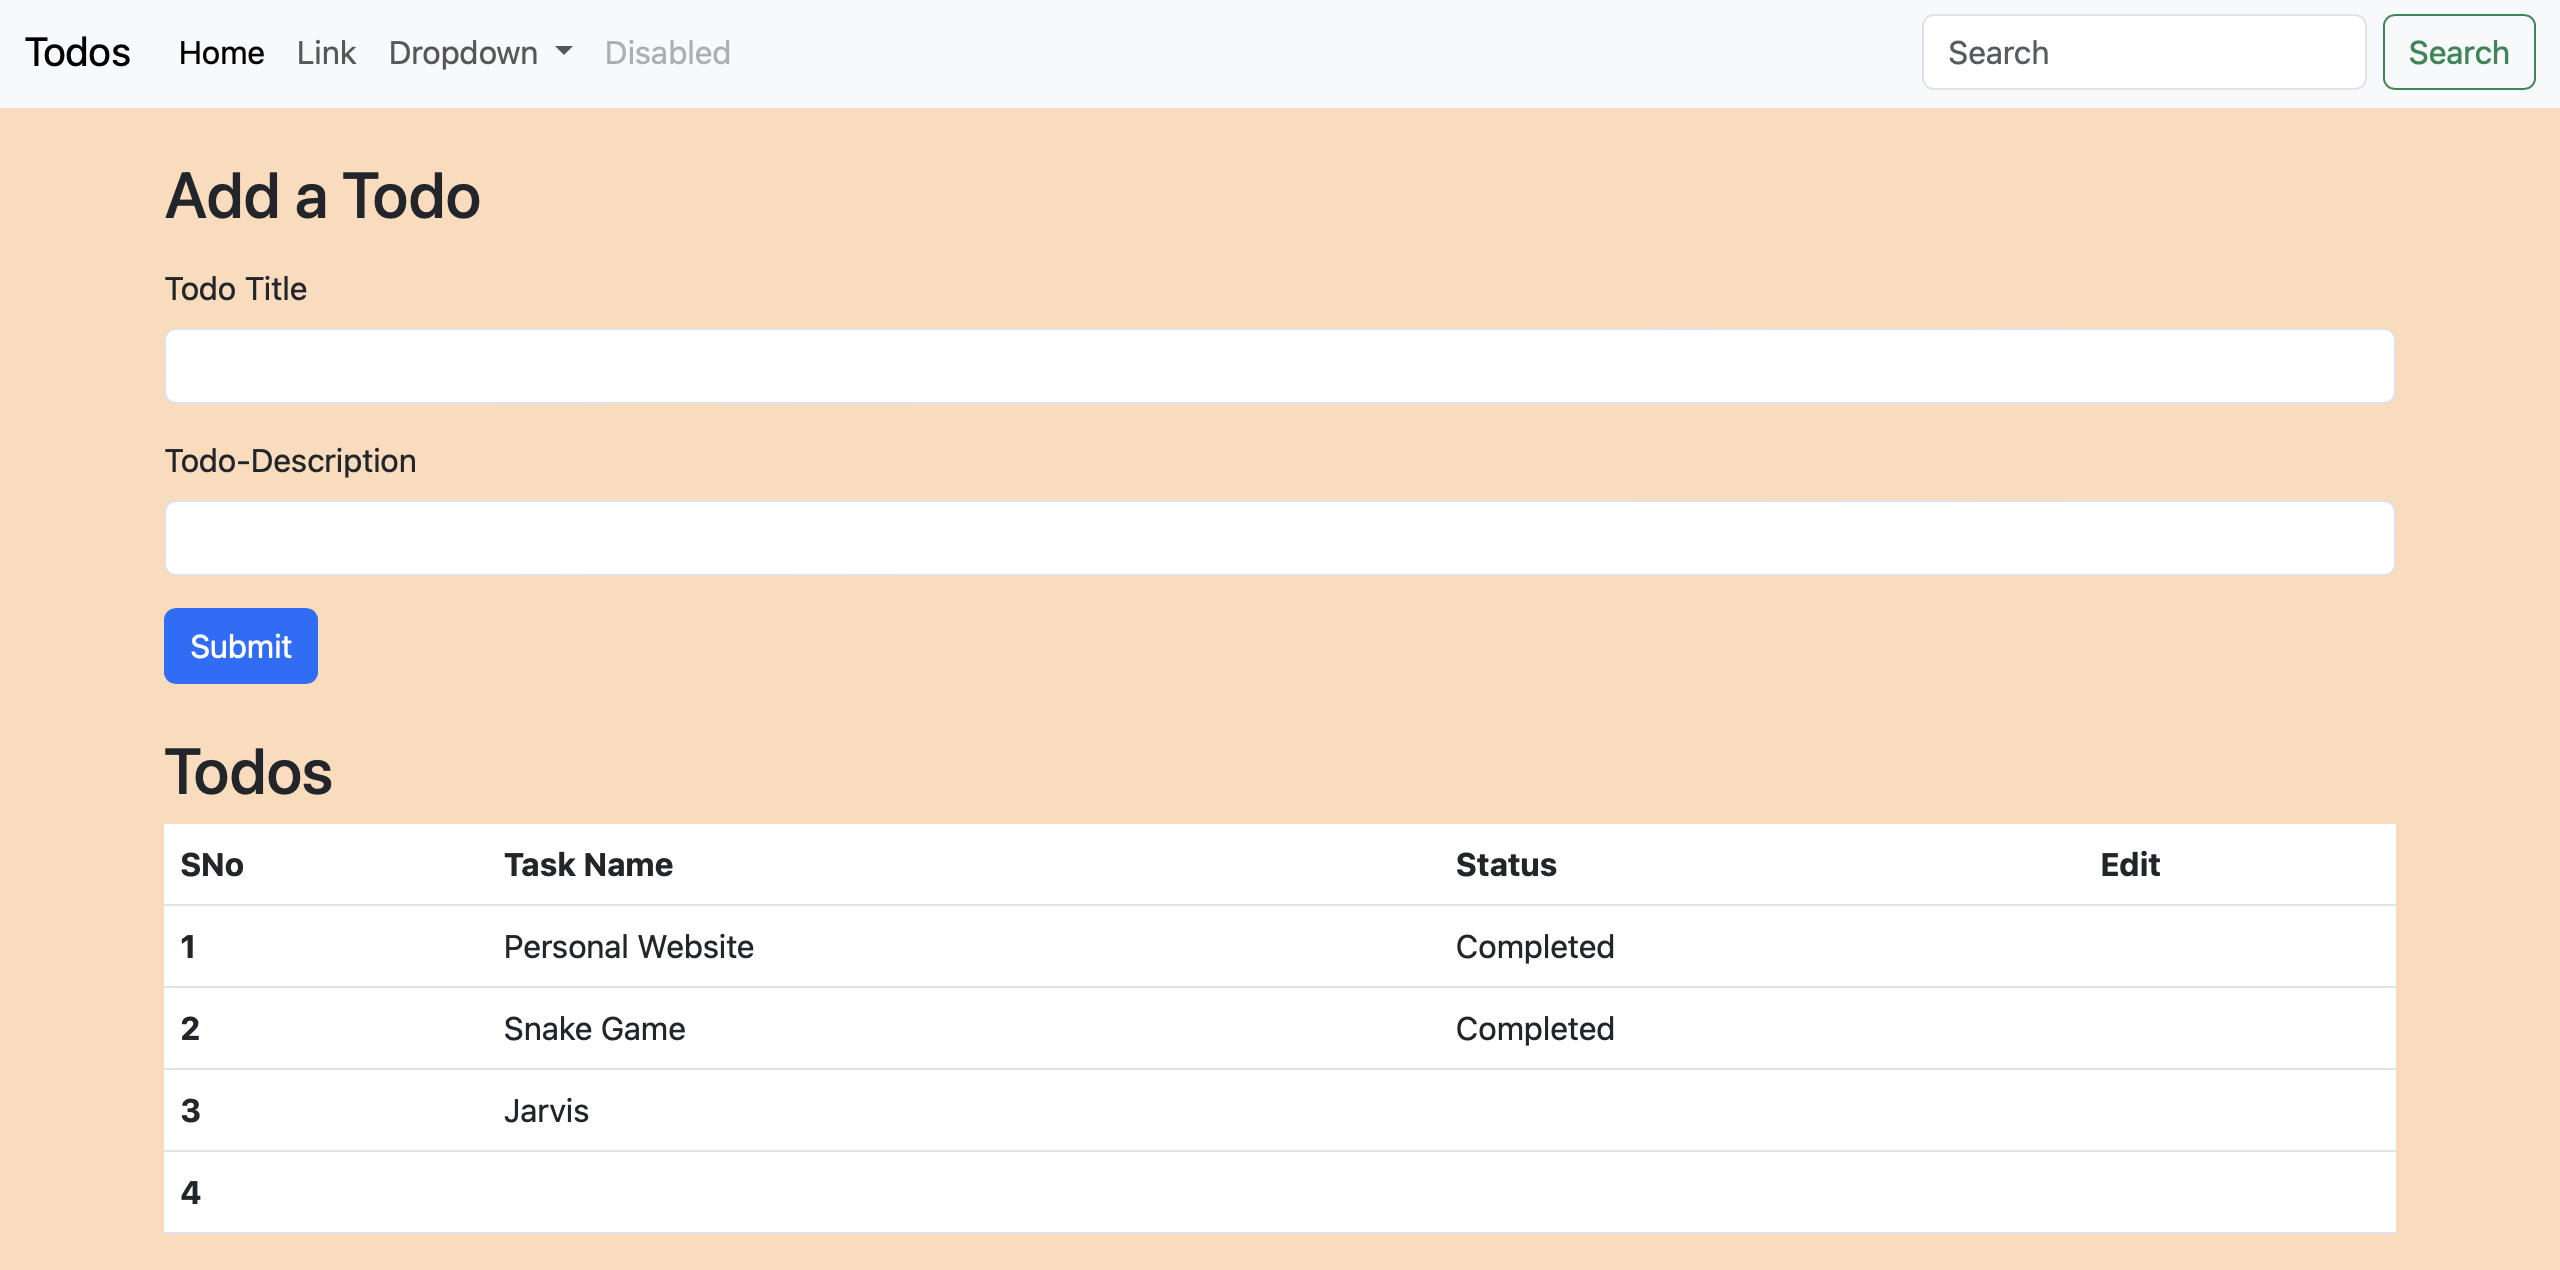 Todos Home Link Dropdown Disabled Search Search
Add a Todo
Todo Title
Todo-Description
Submit
Todos
SNo Task Name Status Edit
1 Personal Website Completed
2 Snake Game Completed
3 Jarvis
4